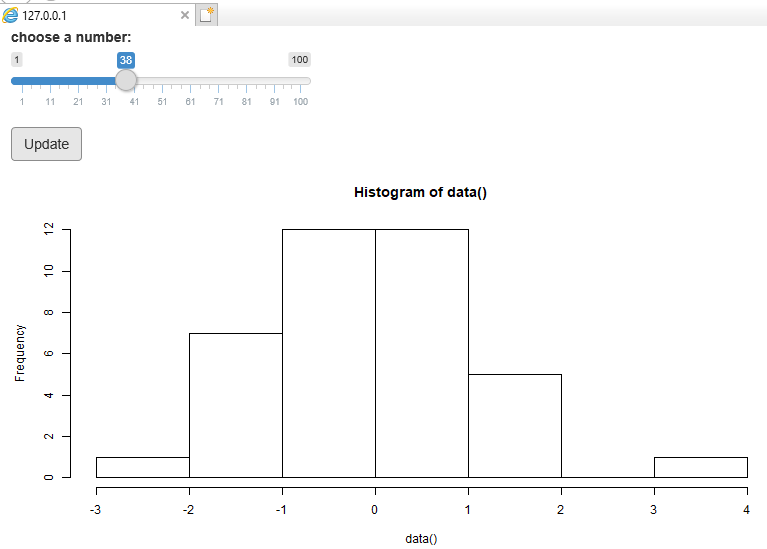 127.0.0.1
choose a number:
1 38 100
1 11 21 31 41 51 61 71 81 91 100
Update
Histogram of data()
12
10
8
6
4
2
0
Frequency
-3 -2 -1 0 1 2 3 4
data()